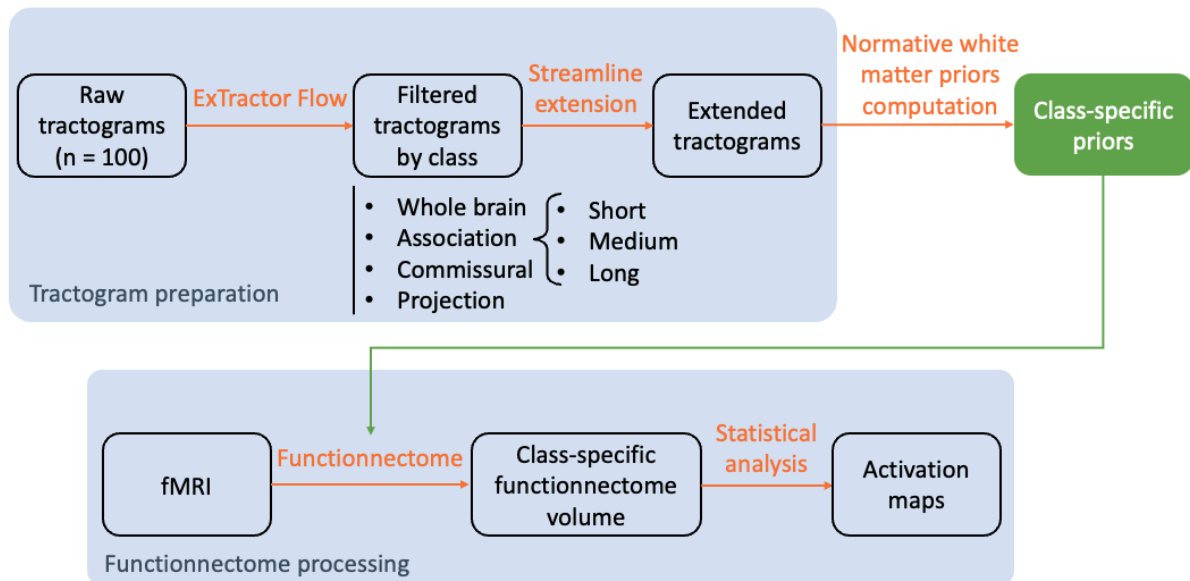 Raw
tractograms
(n = 100)
ExTractor Flow
Filtered
tractograms
by class
Streamline
extension
Extended
tractograms
Normative white
matter priors
computation
Class-specific
priors
• Whole brain
• Association
• Commissural
• Projection
• Short
• Medium
• Long
Tractogram preparation
fMRI
Functionnectome
Class-specific
functionnectome
volume
Statistical
analysis
Activation
maps
Functionnectome processing